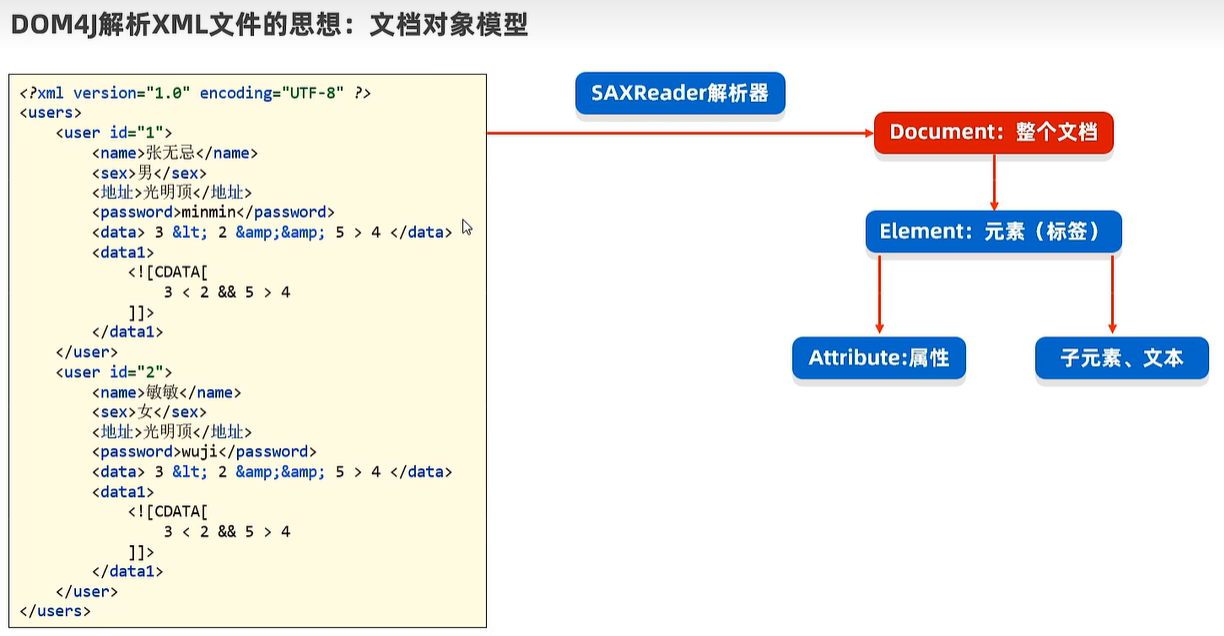 DOM4J解析XML文件的思想：文档对象模型
<?xml version="1.0" encoding="UTF-8" ?>
<users>
    <user id="1">
        <name>张无忌</name>
        <sex>男</sex>
        <地址>光明顶</地址>
        <password>minmin</password>
        <data> 3 &lt; 2 &amp;&amp; 5 > 4 </data>
        <data1>
            <![CDATA[
                3 < 2 && 5 > 4
            ]]>
        </data1>
    </user>
    <user id="2">
        <name>敏敏</name>
        <sex>女</sex>
        <地址>光明顶</地址>
        <password>wuji</password>
        <data> 3 &lt; 2 &amp;&amp; 5 > 4 </data>
        <data1>
            <![CDATA[
                3 < 2 && 5 > 4
            ]]>
        </data1>
    </user>
</users>
SAXReader解析器
Document：整个文档
Element：元素（标签）
Attribute:属性
子元素、文本